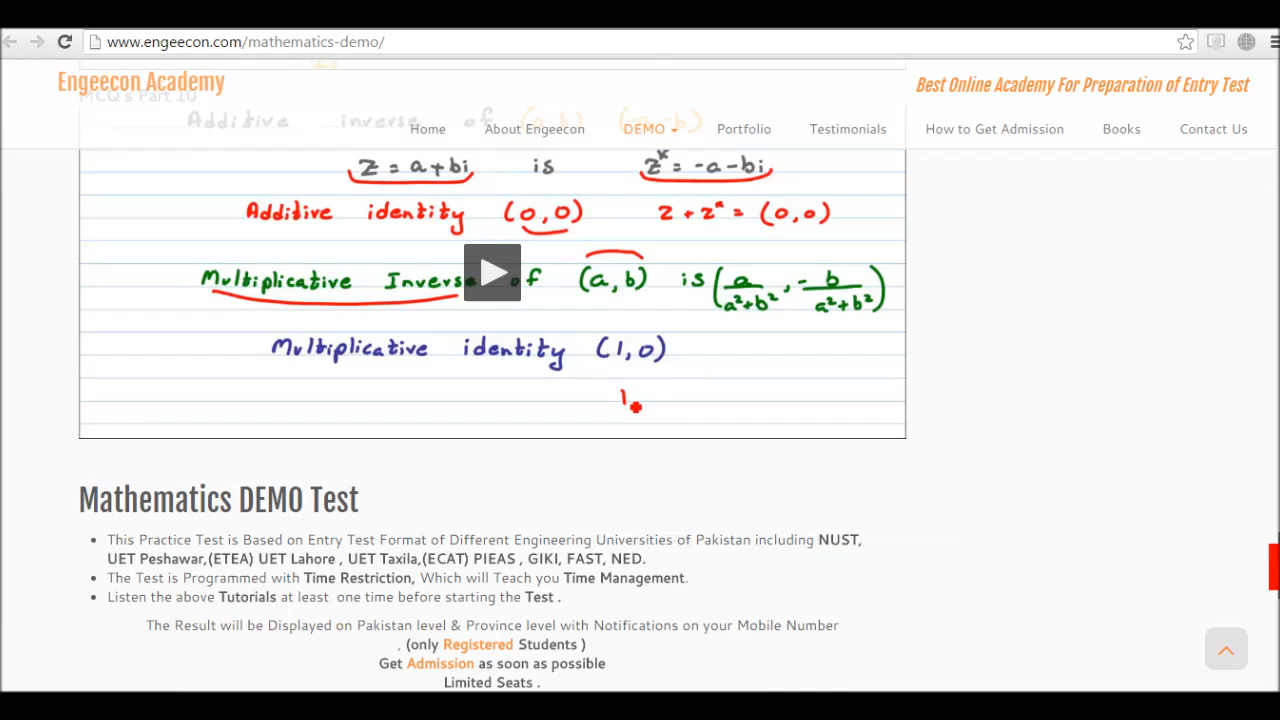 www.engeecon.com/mathematics-demo/
Engeecon Academy
Best Online Academy For Preparation of Entry Test
MCQ's Part 10
Additive inverse of (a,b) (-a,-b)
Home About Engeecon DEMO Portfolio Testimonials How to Get Admission Books Contact Us
z = a+bi is z* = -a-bi
Additive identity (0,0) z + z* = (0,0)
Multiplicative Inverse of (a,b) is (a/a²+b², -b/a²+b²)
Multiplicative identity (1,0)
1
Mathematics DEMO Test
• This Practice Test is Based on Entry Test Format of Different Engineering Universities of Pakistan including NUST,
UET Peshawar,(ETEA) UET Lahore , UET Taxila,(ECAT) PIEAS , GIKI, FAST, NED.
• The Test is Programmed with Time Restriction, Which will Teach you Time Management.
• Listen the above Tutorials at least one time before starting the Test .
The Result will be Displayed on Pakistan level & Province level with Notifications on your Mobile Number
. (only Registered Students )
Get Admission as soon as possible
Limited Seats .